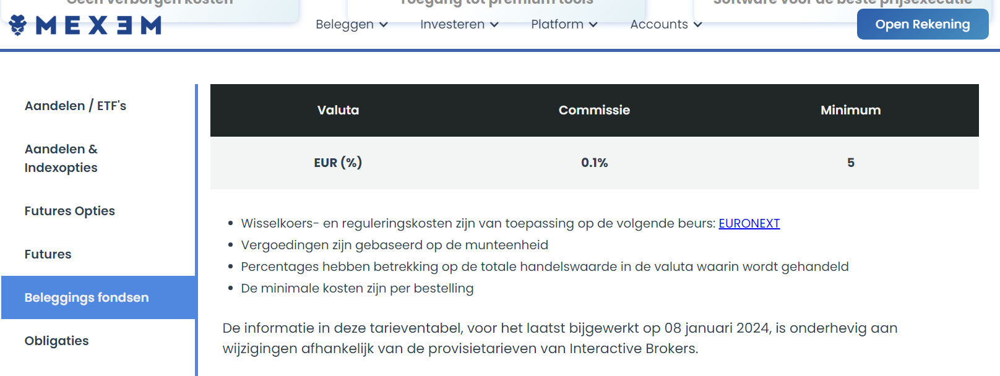 Geen verborgen kosten
Toegang tot premium tools
Software voor de beste prijsexecutie
MEXEM
Beleggen
Investeren
Platform
Accounts
Open Rekening
Aandelen / ETF's
Aandelen &
Indexopties
Futures Opties
Futures
Beleggings fondsen
Obligaties
Valuta Commissie Minimum
EUR (%) 0.1% 5
• Wisselkoers- en reguleringskosten zijn van toepassing op de volgende beurs: EURONEXT
• Vergoedingen zijn gebaseerd op de munteenheid
• Percentages hebben betrekking op de totale handelswaarde in de valuta waarin wordt gehandeld
• De minimale kosten zijn per bestelling
De informatie in deze tarieventabel, voor het laatst bijgewerkt op 08 januari 2024, is onderhevig aan
wijzigingen afhankelijk van de provisietarieven van Interactive Brokers.